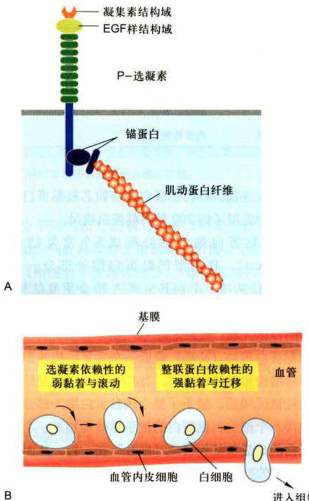 凝集素结构域
EGF样结构域
P-选凝素
锚蛋白
肌动蛋白纤维
A
基膜
选凝素依赖性的
弱黏着与滚动
整联蛋白依赖性的
强黏着与迁移
血管
血管内皮细胞
白细胞
B
进入组